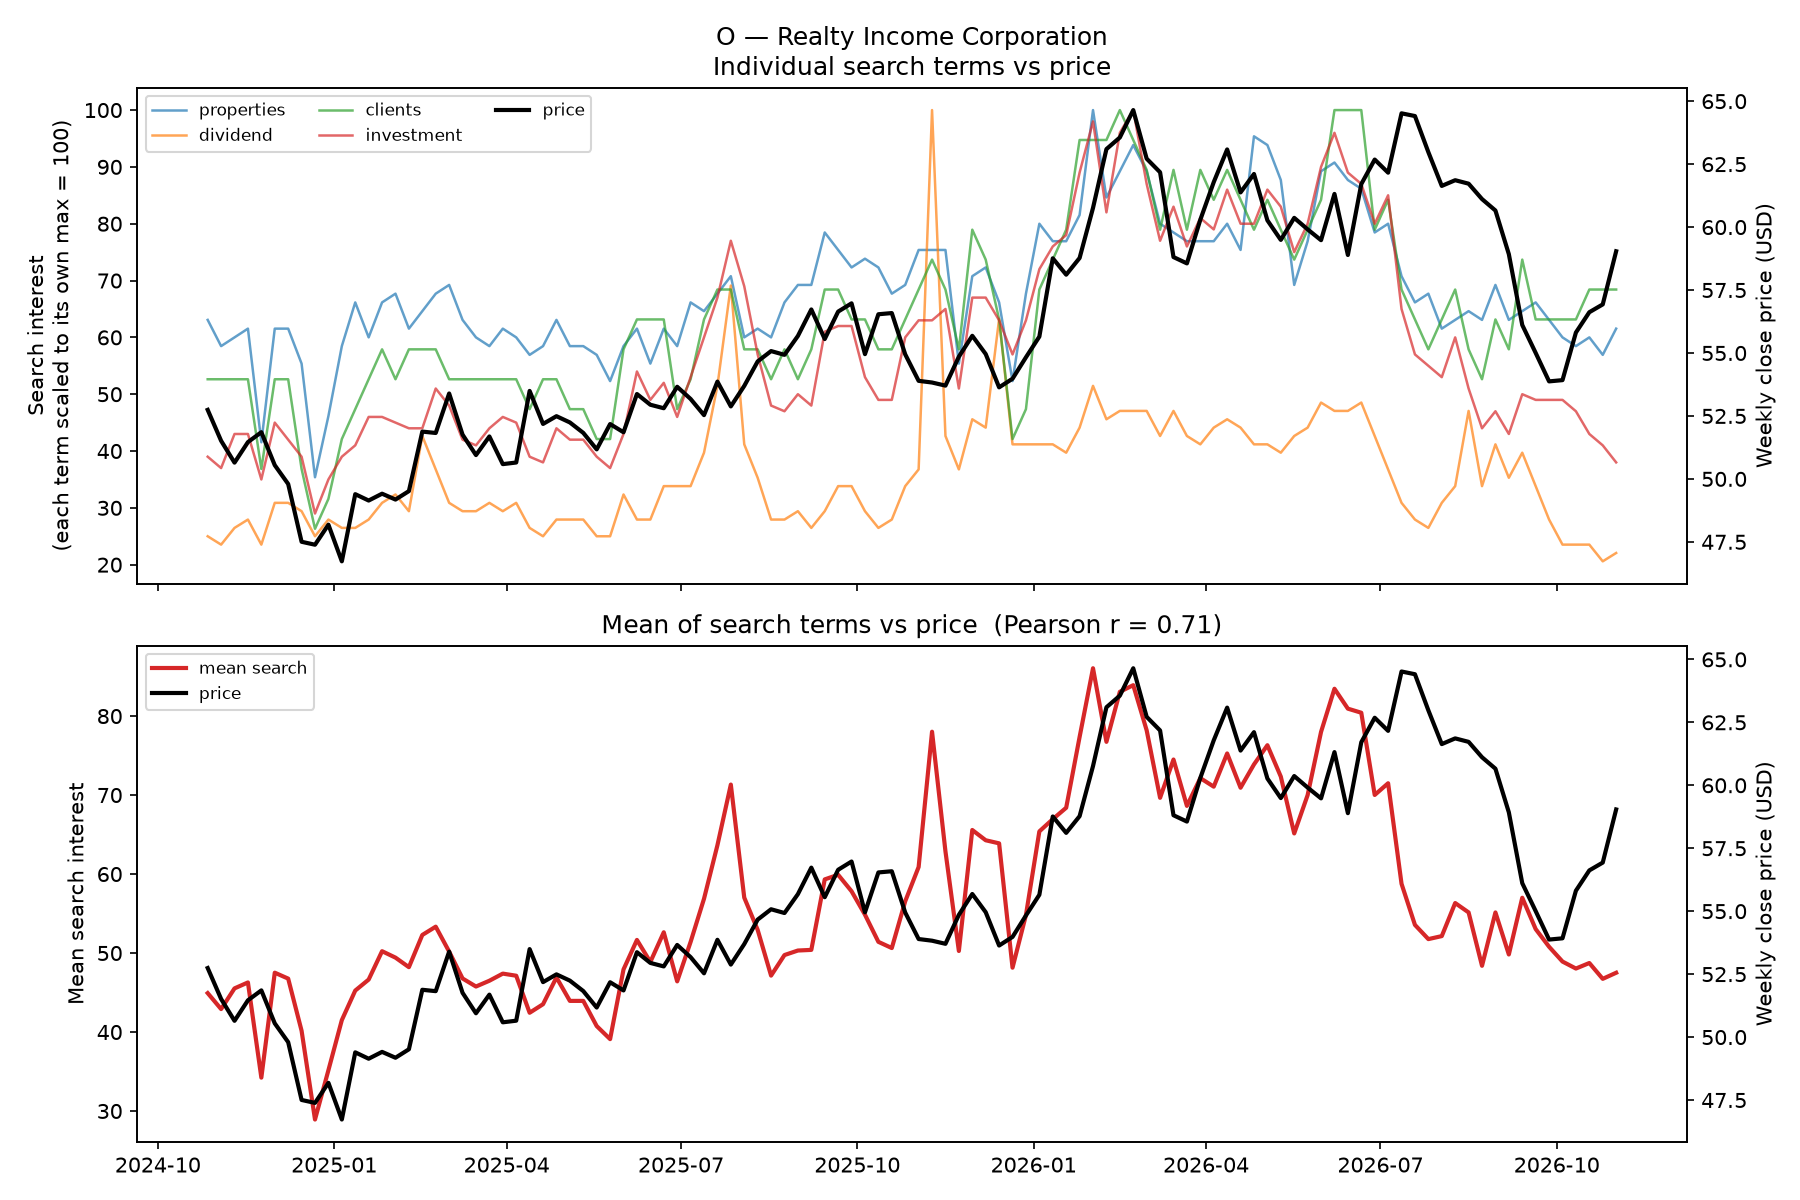 O — Realty Income Corporation
Individual search terms vs price
properties
dividend
clients
investment
price
Search interest
(each term scaled to its own max = 100)
100
90
80
70
60
50
40
30
20
65.0
62.5
60.0
57.5
55.0
52.5
50.0
47.5
Weekly close price (USD)
Mean of search terms vs price  (Pearson r = 0.71)
mean search
price
Mean search interest
80
70
60
50
40
30
65.0
62.5
60.0
57.5
55.0
52.5
50.0
47.5
Weekly close price (USD)
2024-10
2025-01
2025-04
2025-07
2025-10
2026-01
2026-04
2026-07
2026-10